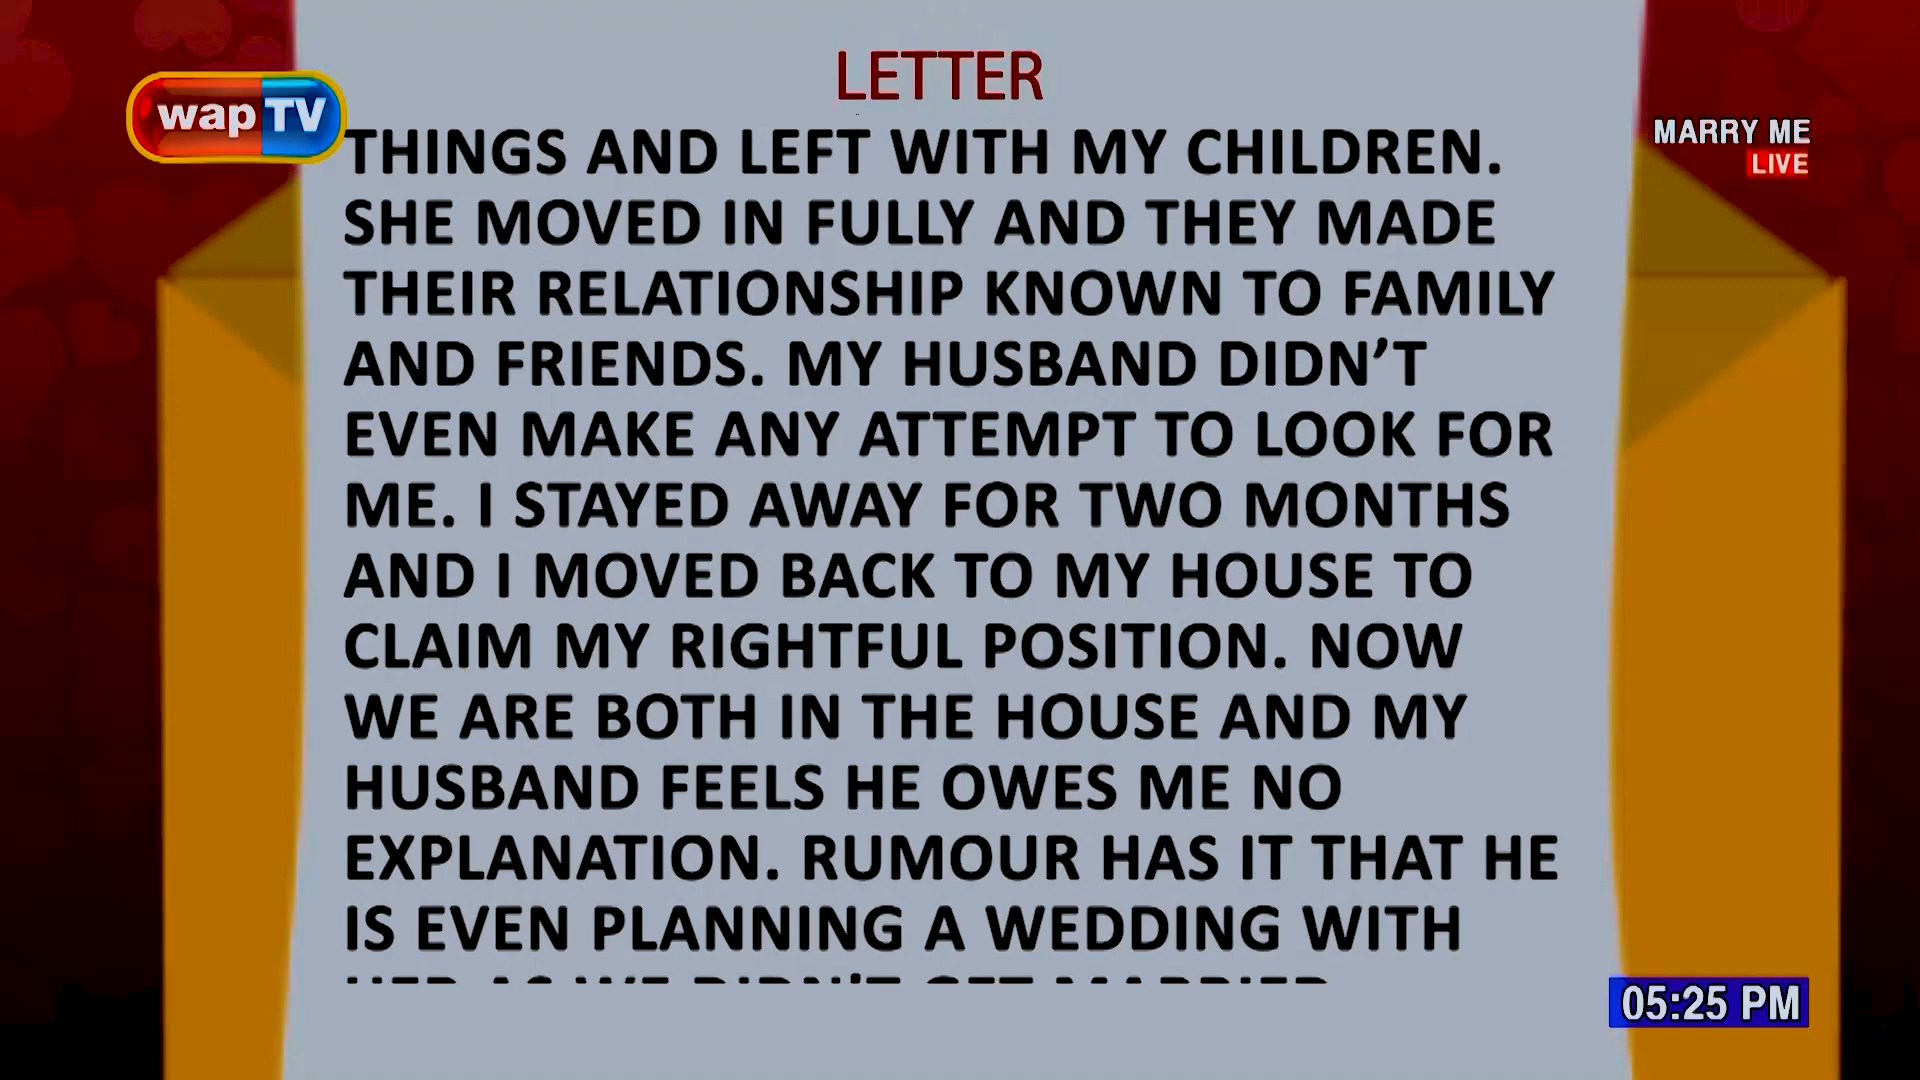 LETTER
wapTV
MARRY ME
LIVE
THINGS AND LEFT WITH MY CHILDREN.
SHE MOVED IN FULLY AND THEY MADE
THEIR RELATIONSHIP KNOWN TO FAMILY
AND FRIENDS. MY HUSBAND DIDN’T
EVEN MAKE ANY ATTEMPT TO LOOK FOR
ME. I STAYED AWAY FOR TWO MONTHS
AND I MOVED BACK TO MY HOUSE TO
CLAIM MY RIGHTFUL POSITION. NOW
WE ARE BOTH IN THE HOUSE AND MY
HUSBAND FEELS HE OWES ME NO
EXPLANATION. RUMOUR HAS IT THAT HE
IS EVEN PLANNING A WEDDING WITH
05:25 PM